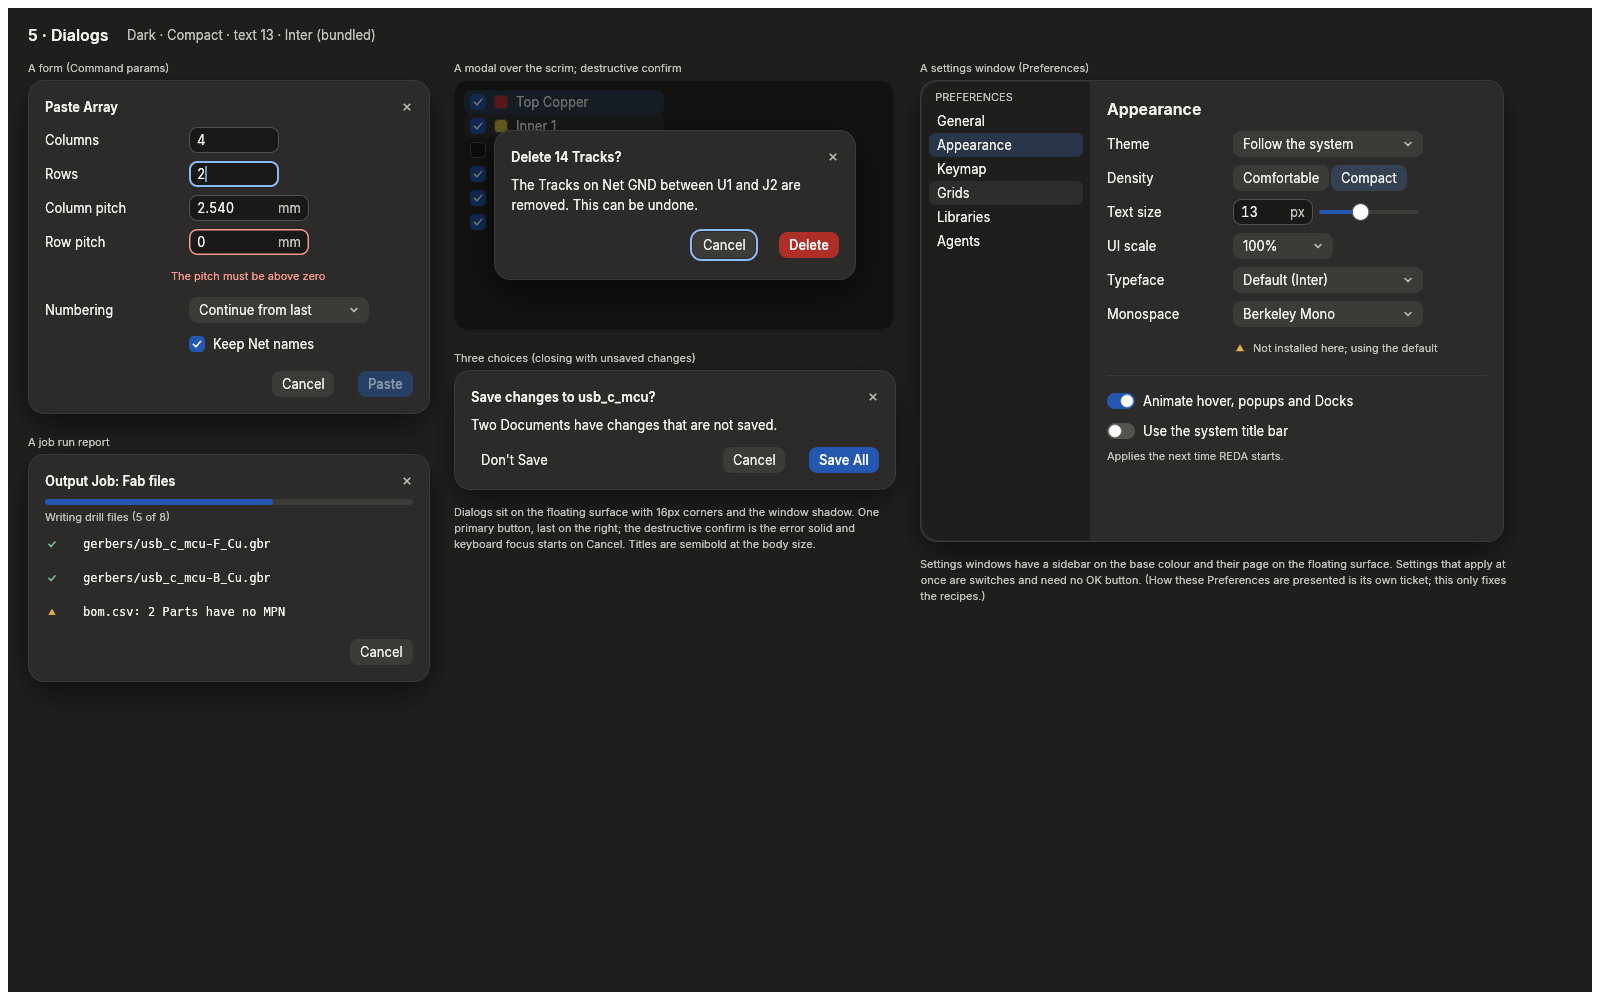 5 · Dialogs Dark · Compact · text 13 · Inter (bundled)
A form (Command params)
Paste Array ×
Columns 4
Rows 2
Column pitch 2.540 mm
Row pitch 0 mm
The pitch must be above zero
Numbering Continue from last
Keep Net names
Cancel Paste
A job run report
Output Job: Fab files ×
Writing drill files (5 of 8)
gerbers/usb_c_mcu-F_Cu.gbr
gerbers/usb_c_mcu-B_Cu.gbr
bom.csv: 2 Parts have no MPN
Cancel
A modal over the scrim; destructive confirm
Top Copper
Inner 1
Delete 14 Tracks? ×
The Tracks on Net GND between U1 and J2 are
removed. This can be undone.
Cancel Delete
Three choices (closing with unsaved changes)
Save changes to usb_c_mcu? ×
Two Documents have changes that are not saved.
Don't Save Cancel Save All
Dialogs sit on the floating surface with 16px corners and the window shadow. One
primary button, last on the right; the destructive confirm is the error solid and
keyboard focus starts on Cancel. Titles are semibold at the body size.
A settings window (Preferences)
PREFERENCES
General
Appearance
Keymap
Grids
Libraries
Agents
Appearance
Theme Follow the system
Density Comfortable Compact
Text size 13 px
UI scale 100%
Typeface Default (Inter)
Monospace Berkeley Mono
Not installed here; using the default
Animate hover, popups and Docks
Use the system title bar
Applies the next time REDA starts.
Settings windows have a sidebar on the base colour and their page on the floating surface. Settings that apply at
once are switches and need no OK button. (How these Preferences are presented is its own ticket; this only fixes
the recipes.)